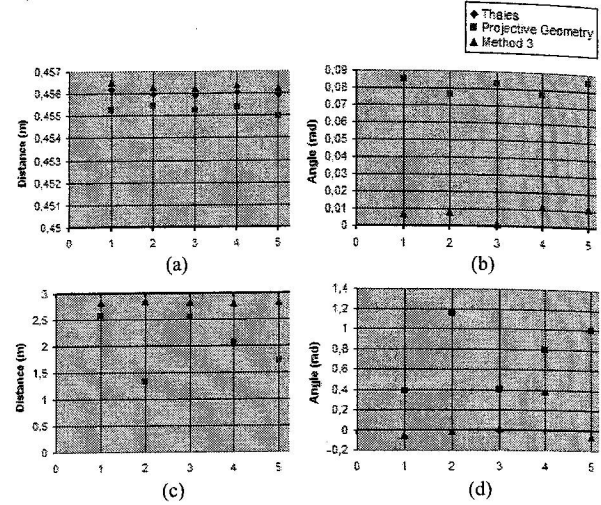 Thales
Projective Geometry
Method 3
Distance (m)
0,457
0,456
0,455
0,454
0,453
0,452
0,451
0,45
0 1 2 3 4 5
(a)
Angle (rad)
0,09
0,08
0,07
0,06
0,05
0,04
0,03
0,02
0,01
0
0 1 2 3 4 5
(b)
Distance (m)
3
2,5
2
1,5
1
0,5
0
0 1 2 3 4 5
(c)
Angle (rad)
1,4
1,2
1
0,8
0,6
0,4
0,2
0
-0,2
0 1 2 3 4 5
(d)